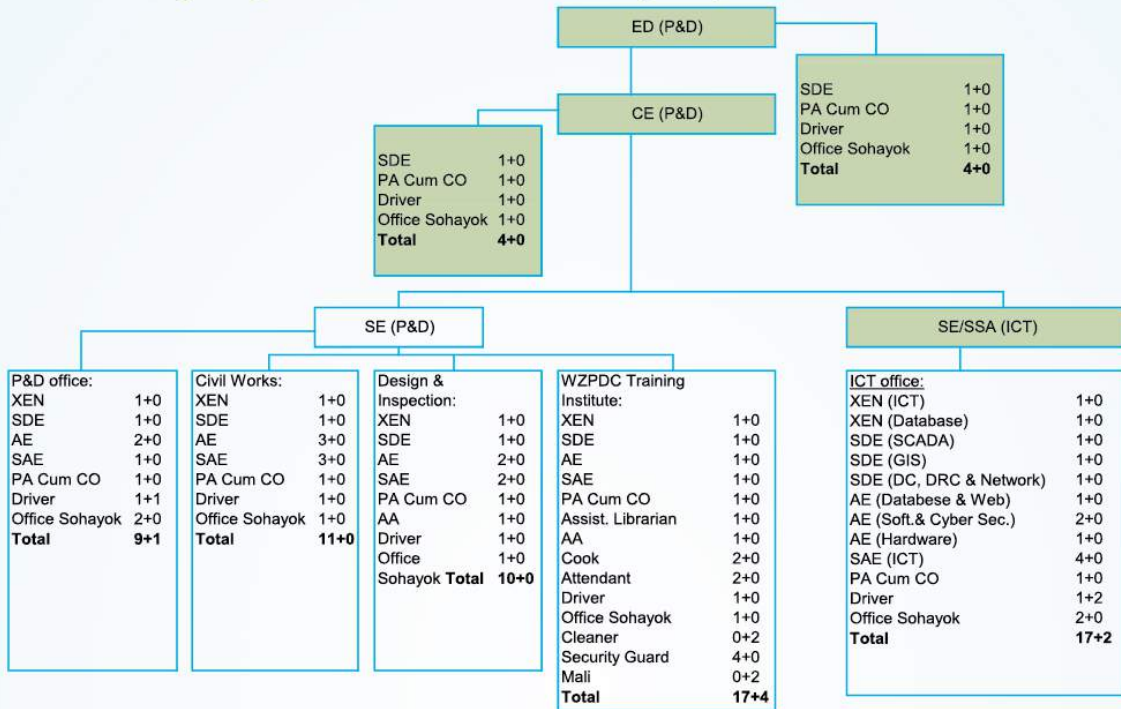 ED (P&D)
SDE 1+0
PA Cum CO 1+0
Driver 1+0
Office Sohayok 1+0
Total 4+0
CE (P&D)
SDE 1+0
PA Cum CO 1+0
Driver 1+0
Office Sohayok 1+0
Total 4+0
SE (P&D)
SE/SSA (ICT)
P&D office:
XEN 1+0
SDE 1+0
AE 2+0
SAE 1+0
PA Cum CO 1+0
Driver 1+1
Office Sohayok 2+0
Total 9+1
Civil Works:
XEN 1+0
SDE 1+0
AE 3+0
SAE 3+0
PA Cum CO 1+0
Driver 1+0
Office Sohayok 1+0
Total 11+0
Design &
Inspection:
XEN 1+0
SDE 1+0
AE 2+0
SAE 2+0
PA Cum CO 1+0
AA 1+0
Driver 1+0
Office 1+0
Sohayok Total 10+0
WZPDC Training
Institute:
XEN 1+0
SDE 1+0
AE 1+0
SAE 1+0
PA Cum CO 1+0
Assist. Librarian 1+0
AA 1+0
Cook 2+0
Attendant 2+0
Driver 1+0
Office Sohayok 1+0
Cleaner 0+2
Security Guard 4+0
Mali 0+2
Total 17+4
ICT office:
XEN (ICT) 1+0
XEN (Database) 1+0
SDE (SCADA) 1+0
SDE (GIS) 1+0
SDE (DC, DRC & Network) 1+0
AE (Databese & Web) 1+0
AE (Soft.& Cyber Sec.) 2+0
AE (Hardware) 1+0
SAE (ICT) 4+0
PA Cum CO 1+0
Driver 1+2
Office Sohayok 2+0
Total 17+2